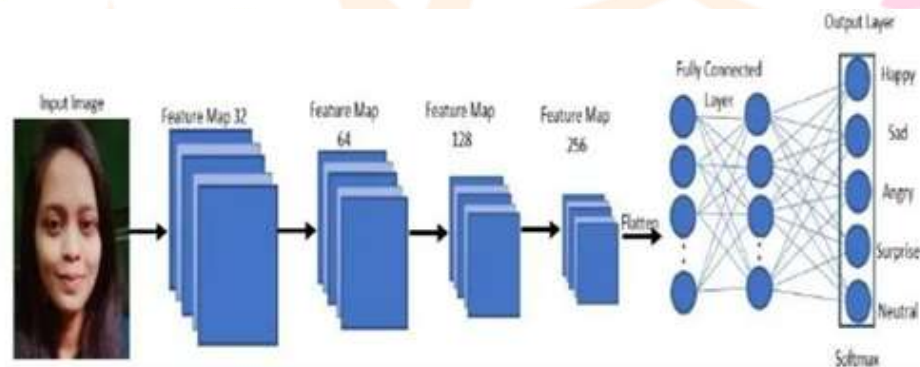 Output Layer
Input Image
Feature Map 32
Feature Map
64
Feature Map
128
Feature Map
256
Flatten
Fully Connected
Layer
Happy
Sad
Angry
Surprise
Neutral
Softmax